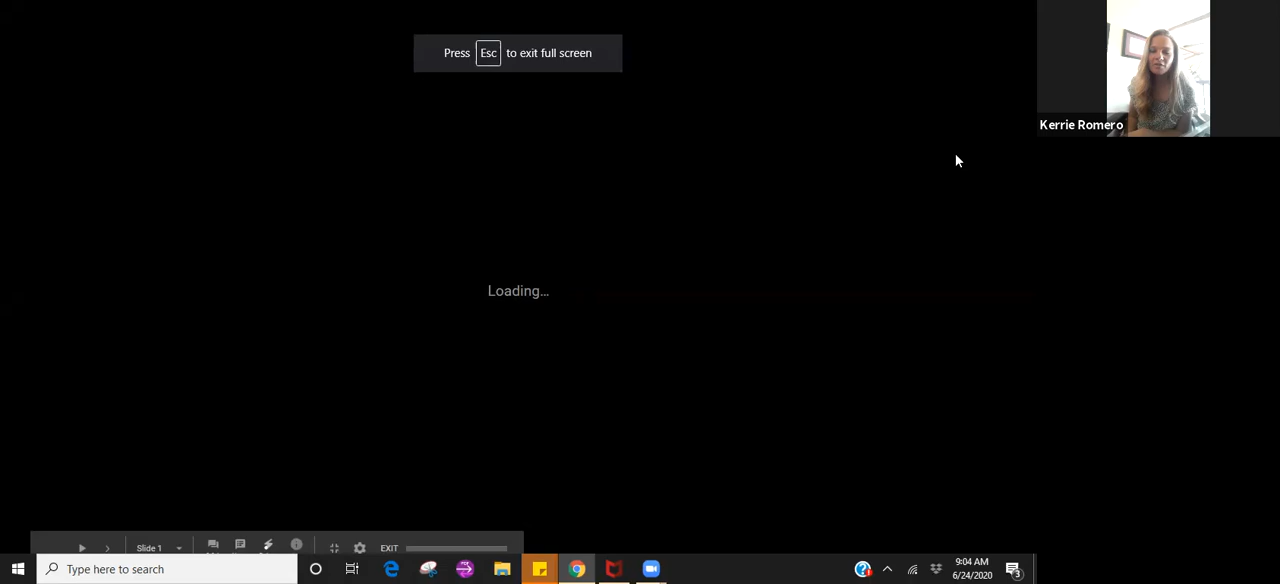 Press Esc to exit full screen
Kerrie Romero
Loading...
Slide 1
EXIT
Type here to search
9:04 AM
6/24/2020
3